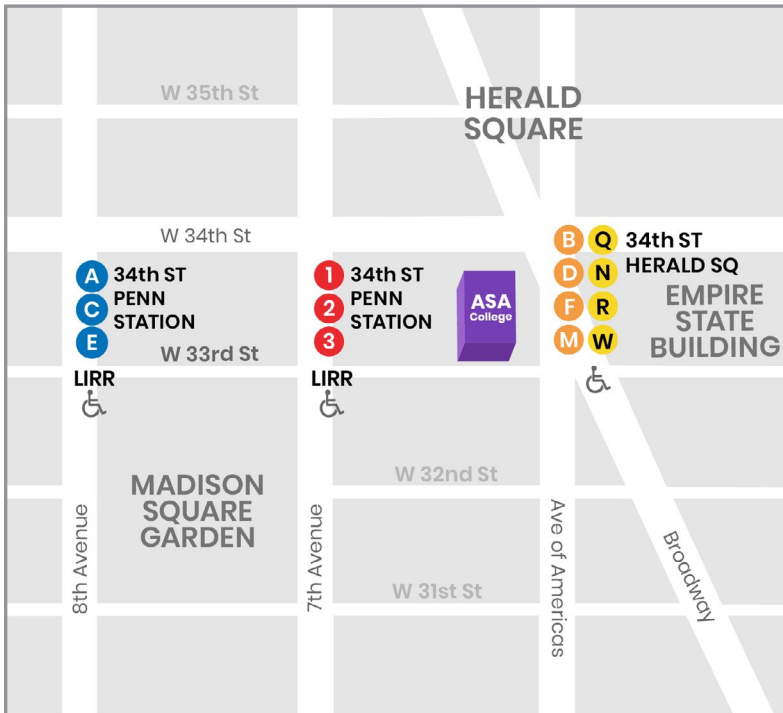 W 35th St
HERALD
SQUARE
W 34th St
A
C
E
34th ST
PENN
STATION
LIRR
1
2
3
34th ST
PENN
STATION
LIRR
ASA
College
B
D
F
M
Q
N
R
W
34th ST
HERALD SQ
EMPIRE
STATE
BUILDING
W 33rd St
W 32nd St
MADISON
SQUARE
GARDEN
W 31st St
8th Avenue
7th Avenue
Ave of Americas
Broadway